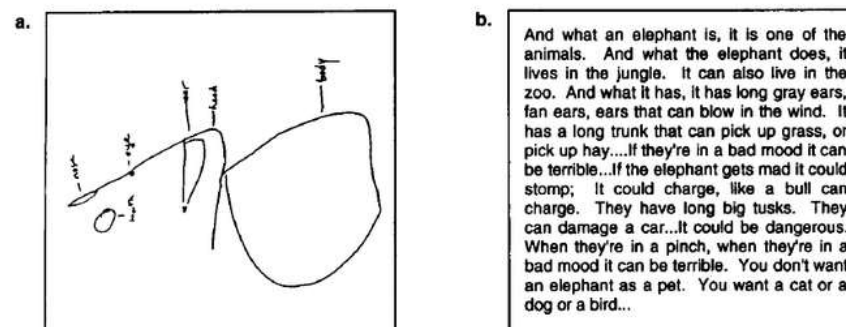 a.
nose
eye
ear
head
body
b.
And what an elephant is, it is one of the
animals. And what the elephant does, it
lives in the jungle. It can also live in the
zoo. And what it has, it has long gray ears,
fan ears, ears that can blow in the wind. It
has a long trunk that can pick up grass, or
pick up hay....If they're in a bad mood it can
be terrible...If the elephant gets mad it could
stomp; It could charge, like a bull can
charge. They have long big tusks. They
can damage a car...It could be dangerous.
When they're in a pinch, when they're in a
bad mood it can be terrible. You don't want
an elephant as a pet. You want a cat or a
dog or a bird...